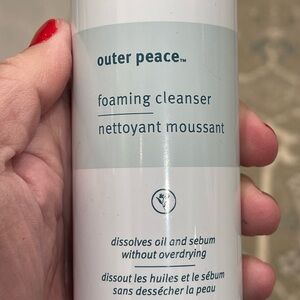 outer peace™
foaming cleanser
nettoyant moussant
dissolves oil and sebum
without overdrying
dissout les huiles et le sébum
sans dessécher la peau